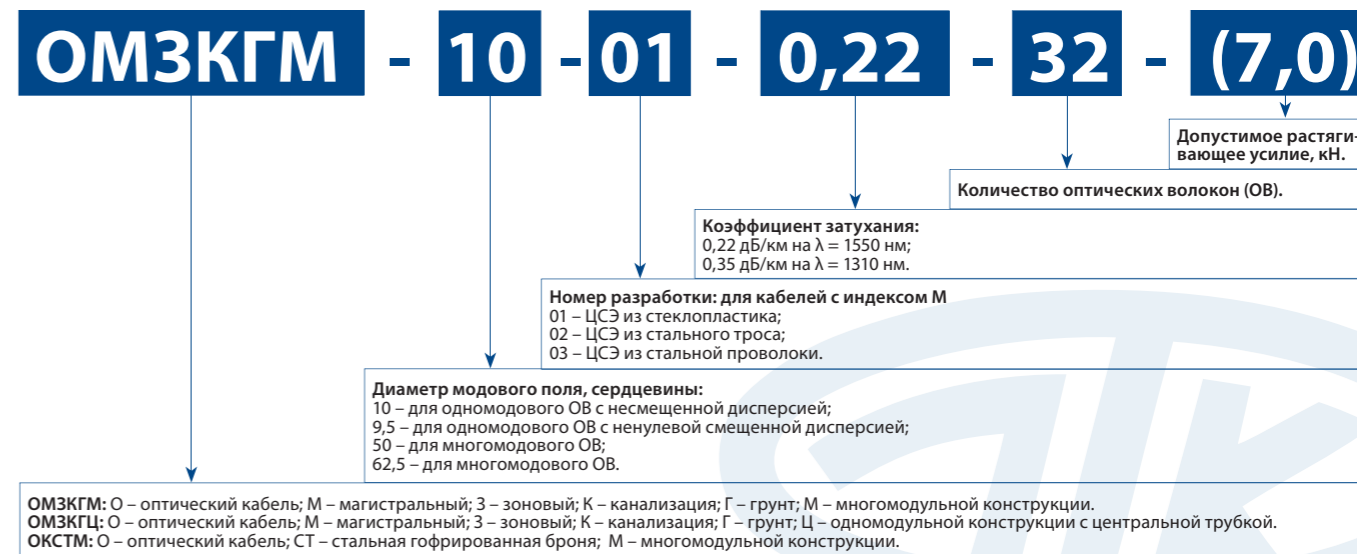 ОМЗКГМ - 10 - 01 - 0,22 - 32 - (7,0)
Допустимое растяги-
вающее усилие, кН.
Количество оптических волокон (ОВ).
Коэффициент затухания:
0,22 дБ/км на λ = 1550 нм;
0,35 дБ/км на λ = 1310 нм.
Номер разработки: для кабелей с индексом М
01 – ЦСЭ из стеклопластика;
02 – ЦСЭ из стального троса;
03 – ЦСЭ из стальной проволоки.
Диаметр модового поля, сердцевины:
10 – для одномодового ОВ с несмещенной дисперсией;
9,5 – для одномодового ОВ с ненулевой смещенной дисперсией;
50 – для многомодового ОВ;
62,5 – для многомодового ОВ.
ОМЗКГМ: О – оптический кабель; М – магистральный; З – зоновый; К – канализация; Г – грунт; М – многомодульной конструкции.
ОМЗКГЦ: О – оптический кабель; М – магистральный; З – зоновый; К – канализация; Г – грунт; Ц – одномодульной конструкции с центральной трубкой.
ОКСТМ: О – оптический кабель; СТ – стальная гофрированная броня; М – многомодульной конструкции.